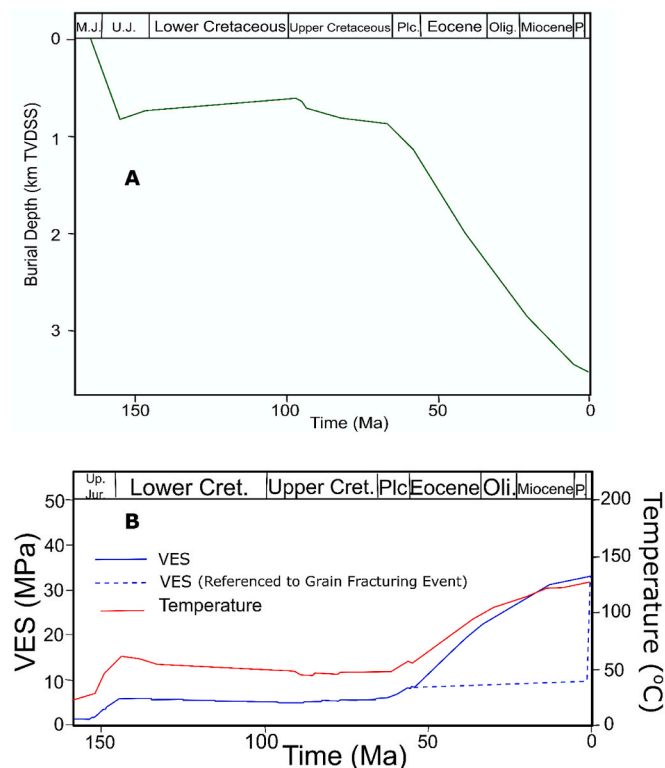 0 M.J. U.J. Lower Cretaceous Upper Cretaceous Plc. Eocene Olig. Miocene P.
1
2
3
Burial Depth (km TVDSS)
A
150 100 50 0
Time (Ma)
Up. Jur. Lower Cret. Upper Cret. Plc Eocene Oli. Miocene P.
50 200
B
VES
40 150
VES (Referenced to Grain Fracturing Event)
30
Temperature
100
20
10 50
0 0
VES (MPa)
Temperature (°C)
150 100 50 0
Time (Ma)